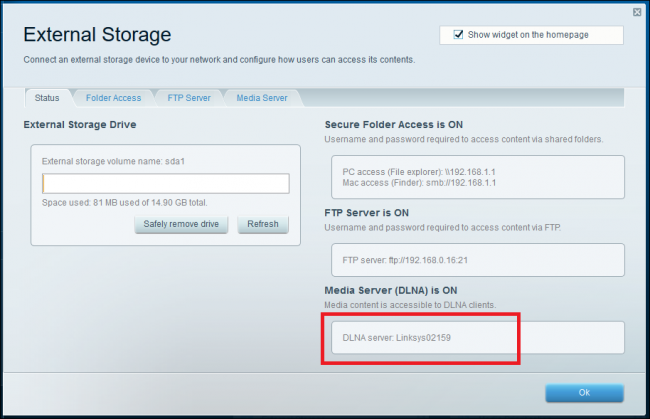 External Storage
Show widget on the homepage
Connect an external storage device to your network and configure how users can access its contents.
Status
Folder Access
FTP Server
Media Server
External Storage Drive
External storage volume name: sda1
Space used: 81 MB used of 14.90 GB total.
Safely remove drive
Refresh
Secure Folder Access is ON
Username and password required to access content via shared folders.
PC access (File explorer): \\192.168.1.1
Mac access (Finder): smb://192.168.1.1
FTP Server is ON
Username and password required to access content via FTP.
FTP server: ftp://192.168.0.16:21
Media Server (DLNA) is ON
Media content is accessible to DLNA clients.
DLNA server: Linksys02159
Ok